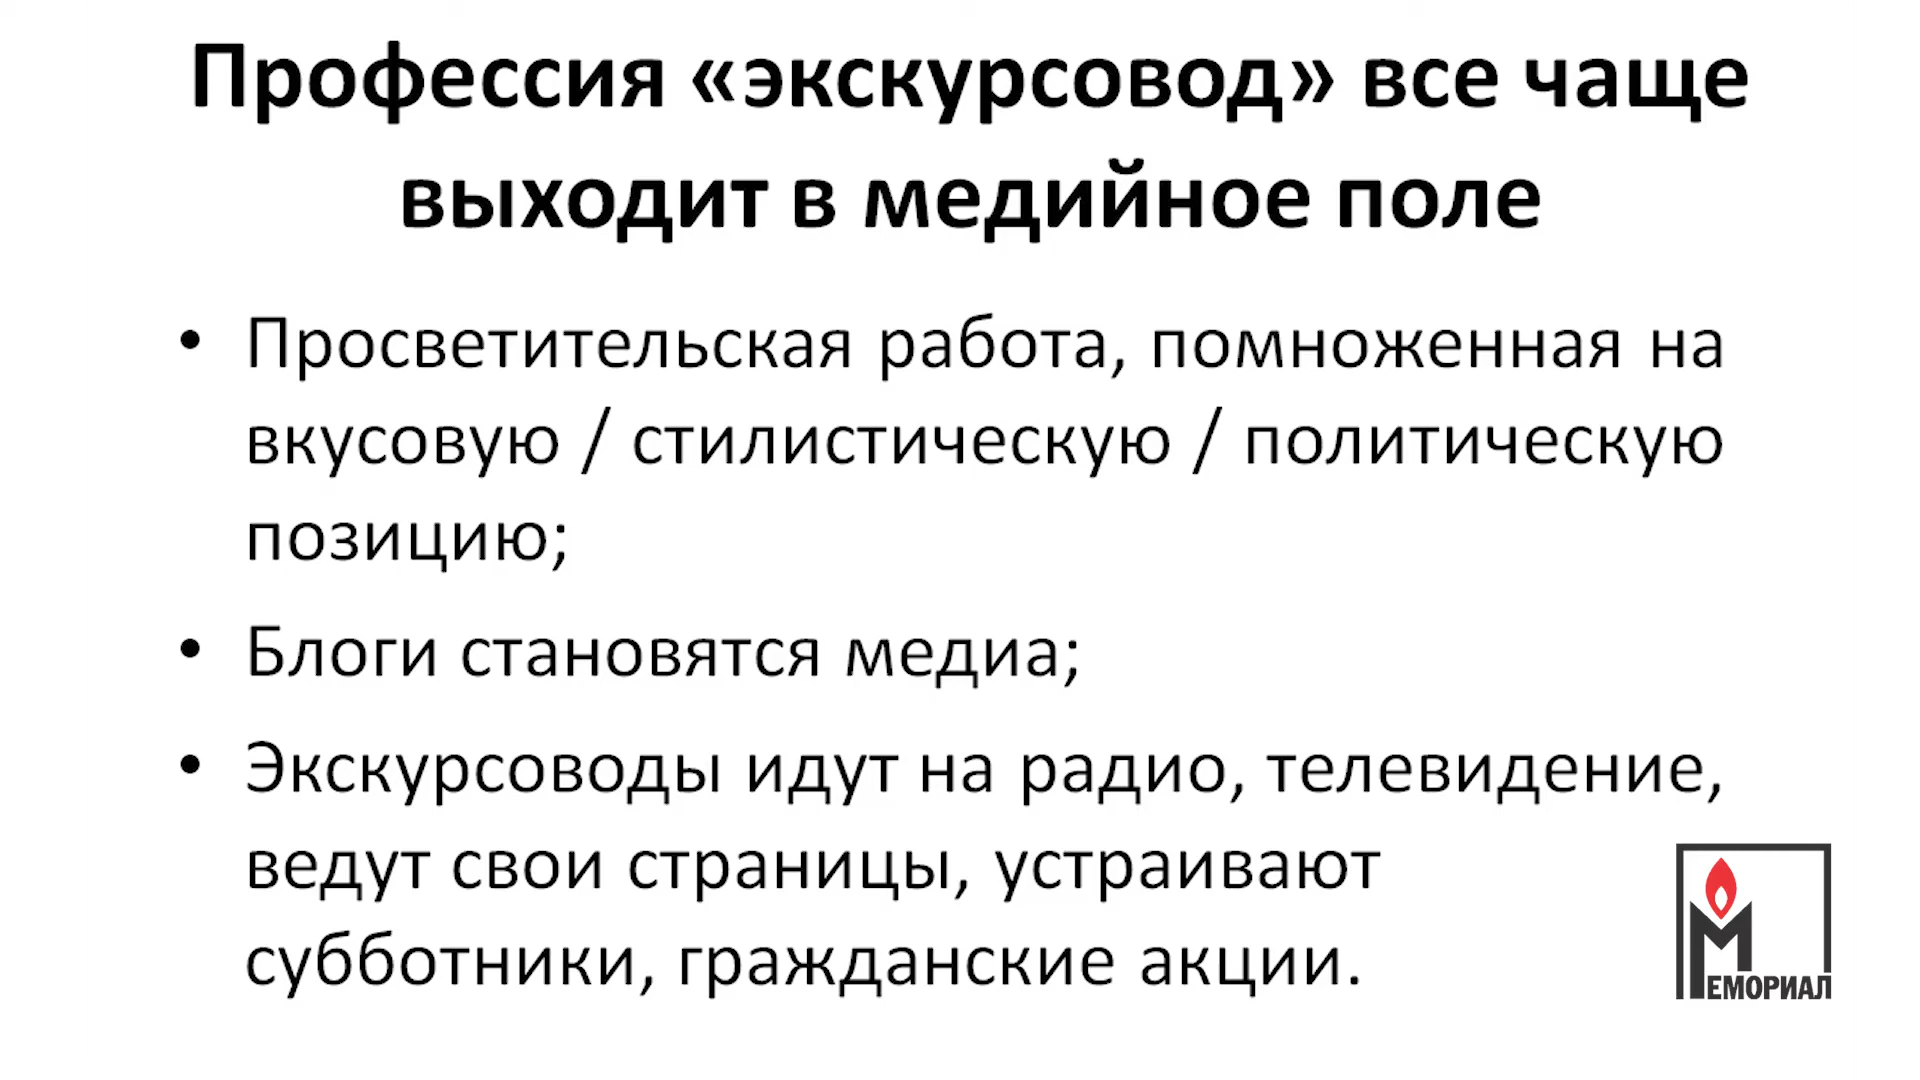 Профессия «экскурсовод» все чаще
выходит в медийное поле
• Просветительская работа, помноженная на
вкусовую / стилистическую / политическую
позицию;
• Блоги становятся медиа;
• Экскурсоводы идут на радио, телевидение,
ведут свои страницы, устраивают
субботники, гражданские акции.
МЕМОРИАЛ